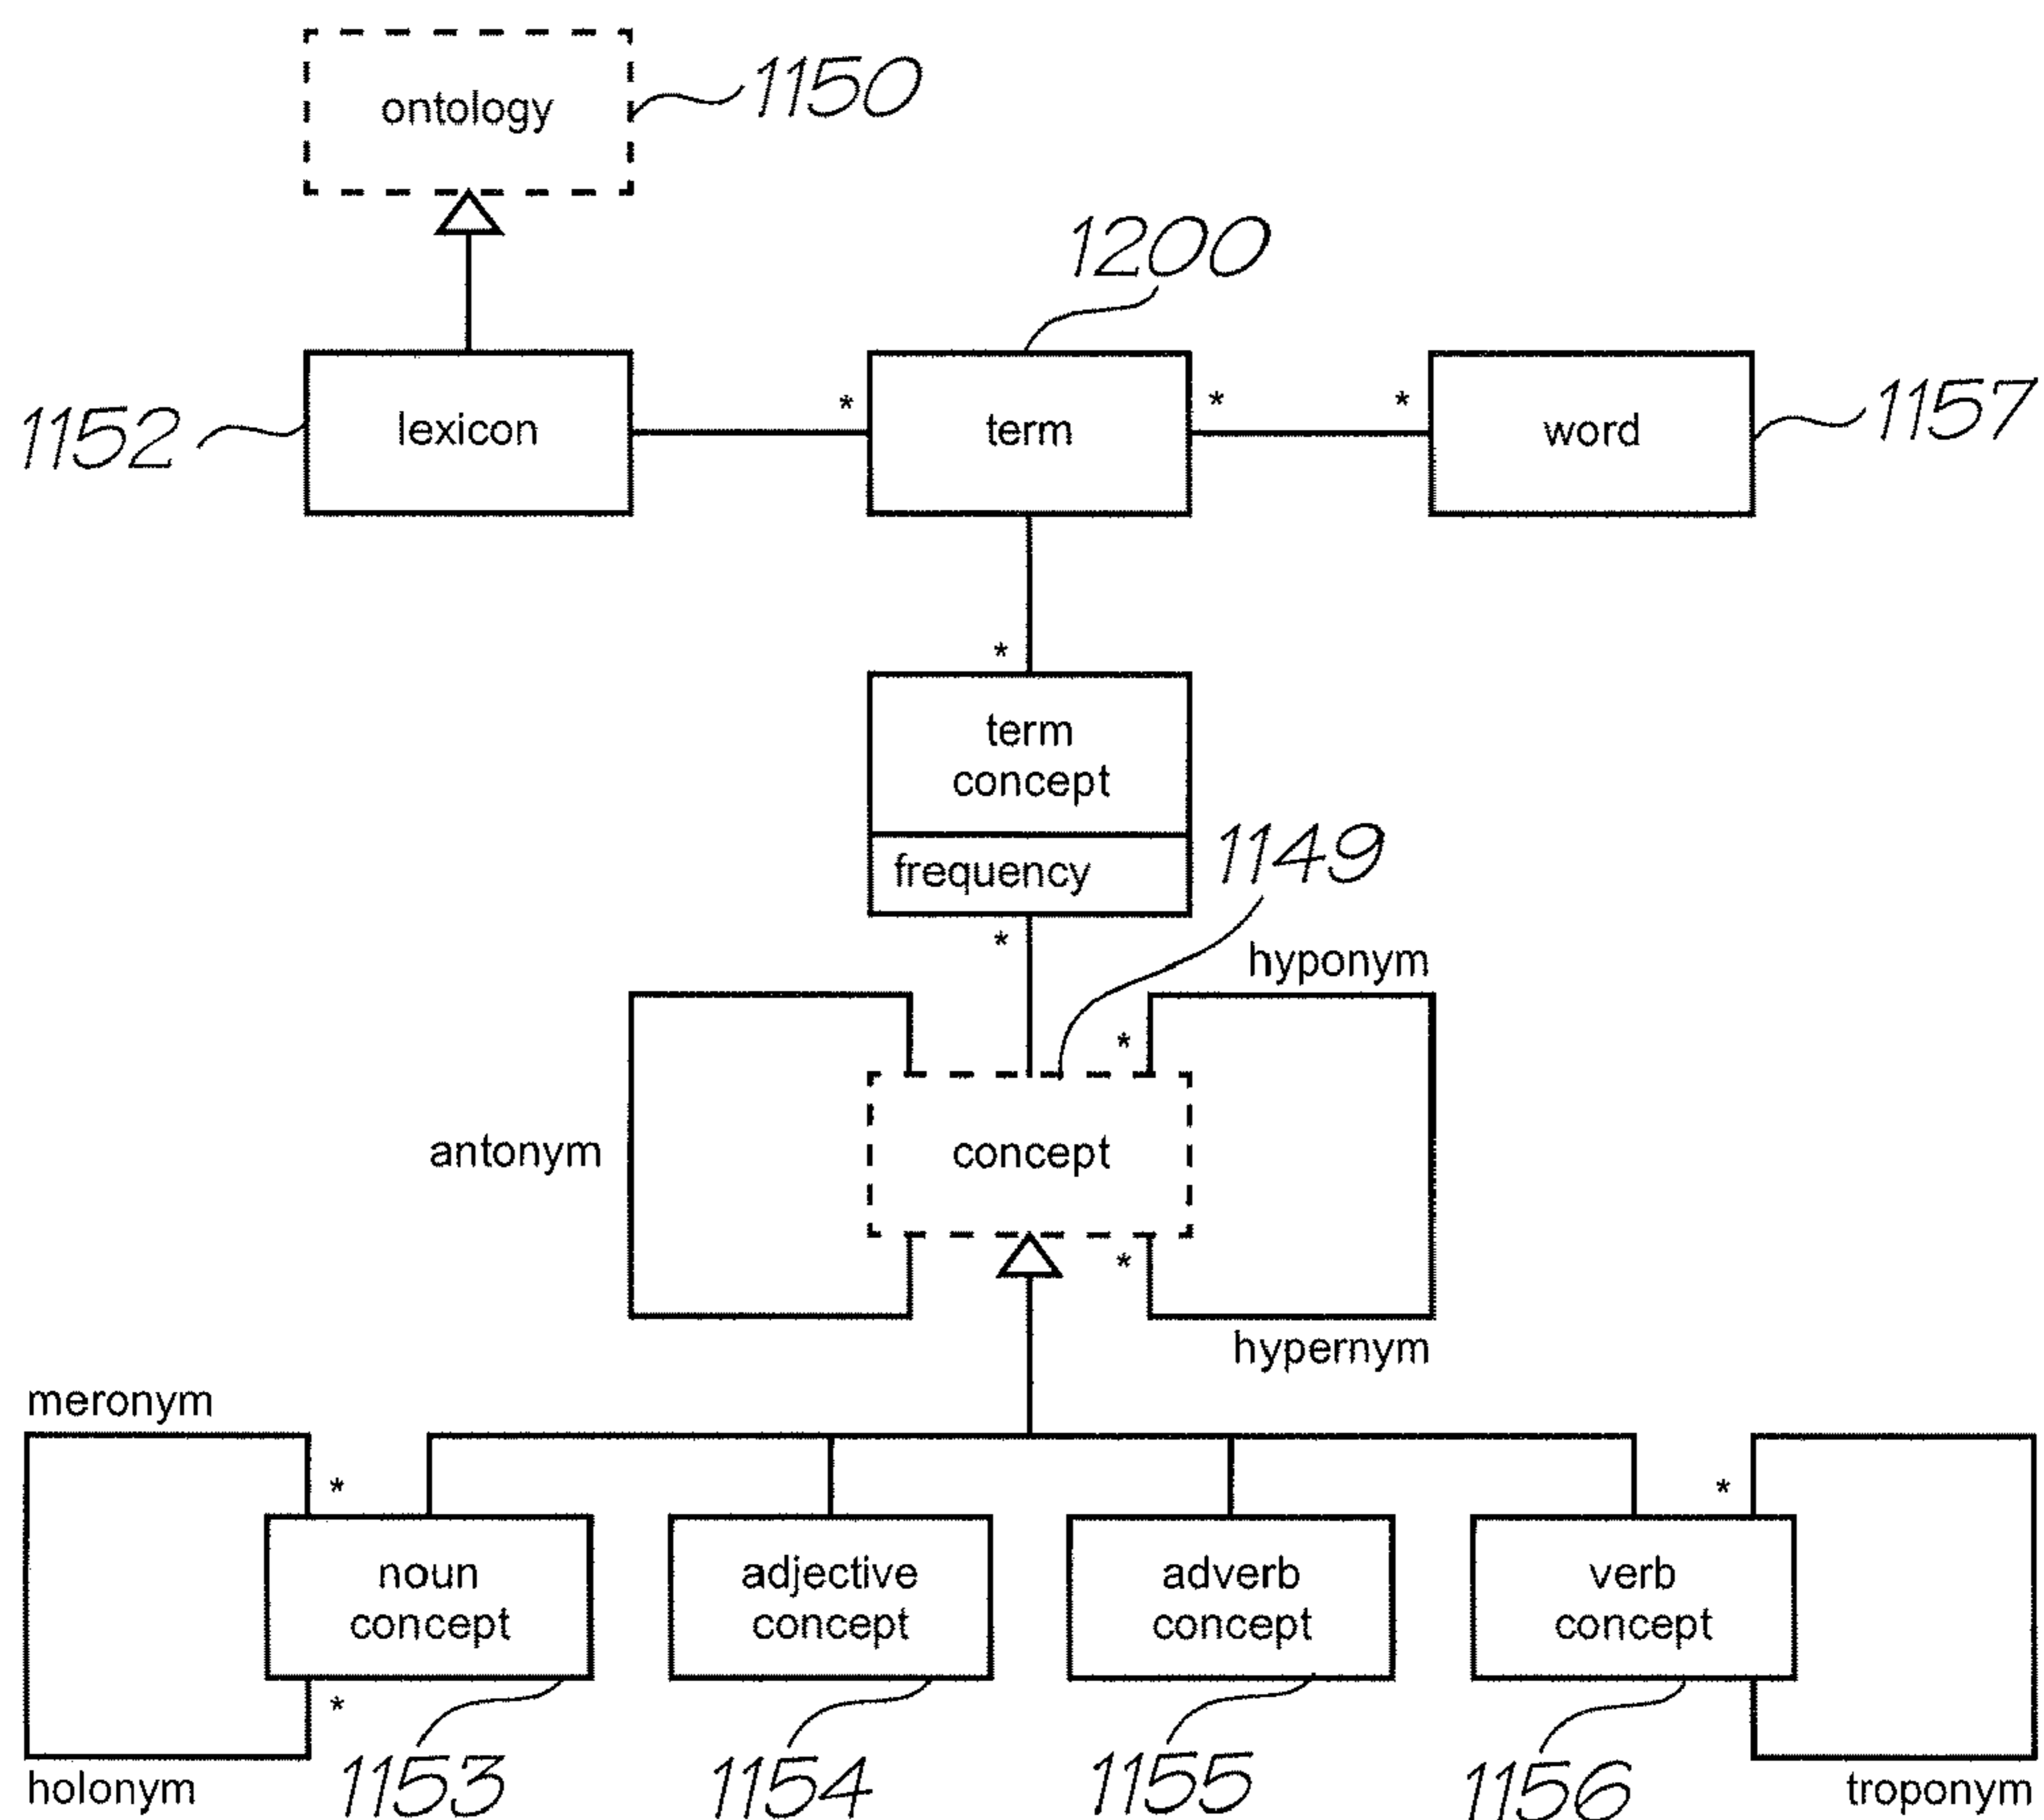 ontology
1150
1200
1152
lexicon
*
term
*
*
word
1157
*
term
concept
frequency
1149
*
hyponym
*
antonym
concept
*
hypernym
meronym
*
*
noun
concept
adjective
concept
adverb
concept
verb
concept
*
holonym
1153
1154
1155
1156
troponym